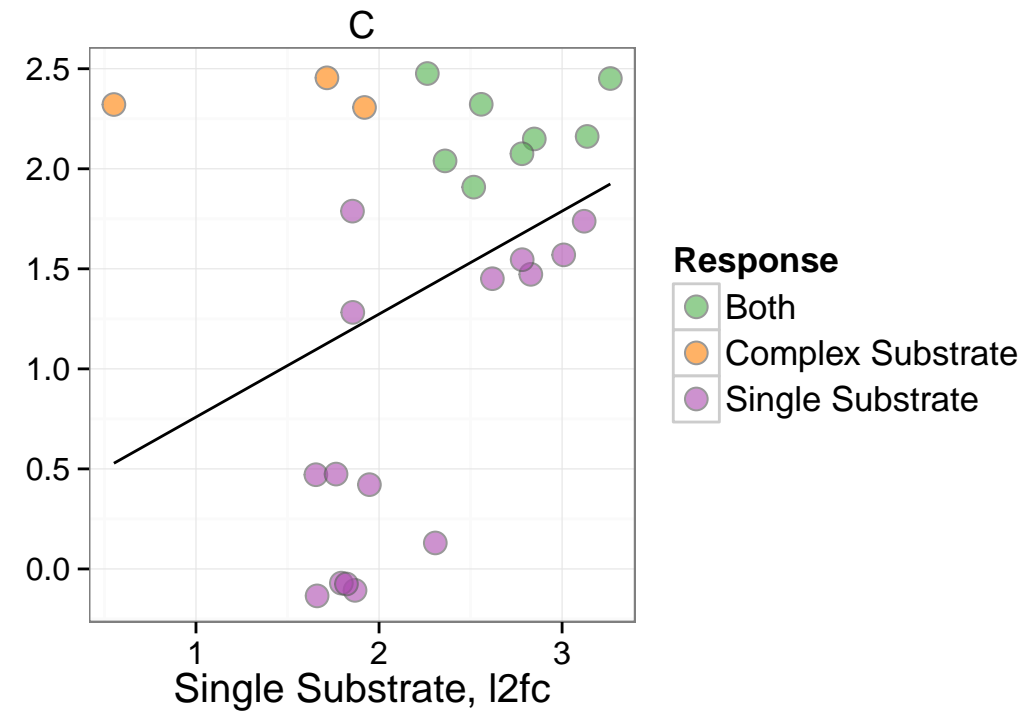 C
2.5
2.0
1.5
1.0
0.5
0.0
1 2 3
Single Substrate, l2fc
Response
Both
Complex Substrate
Single Substrate